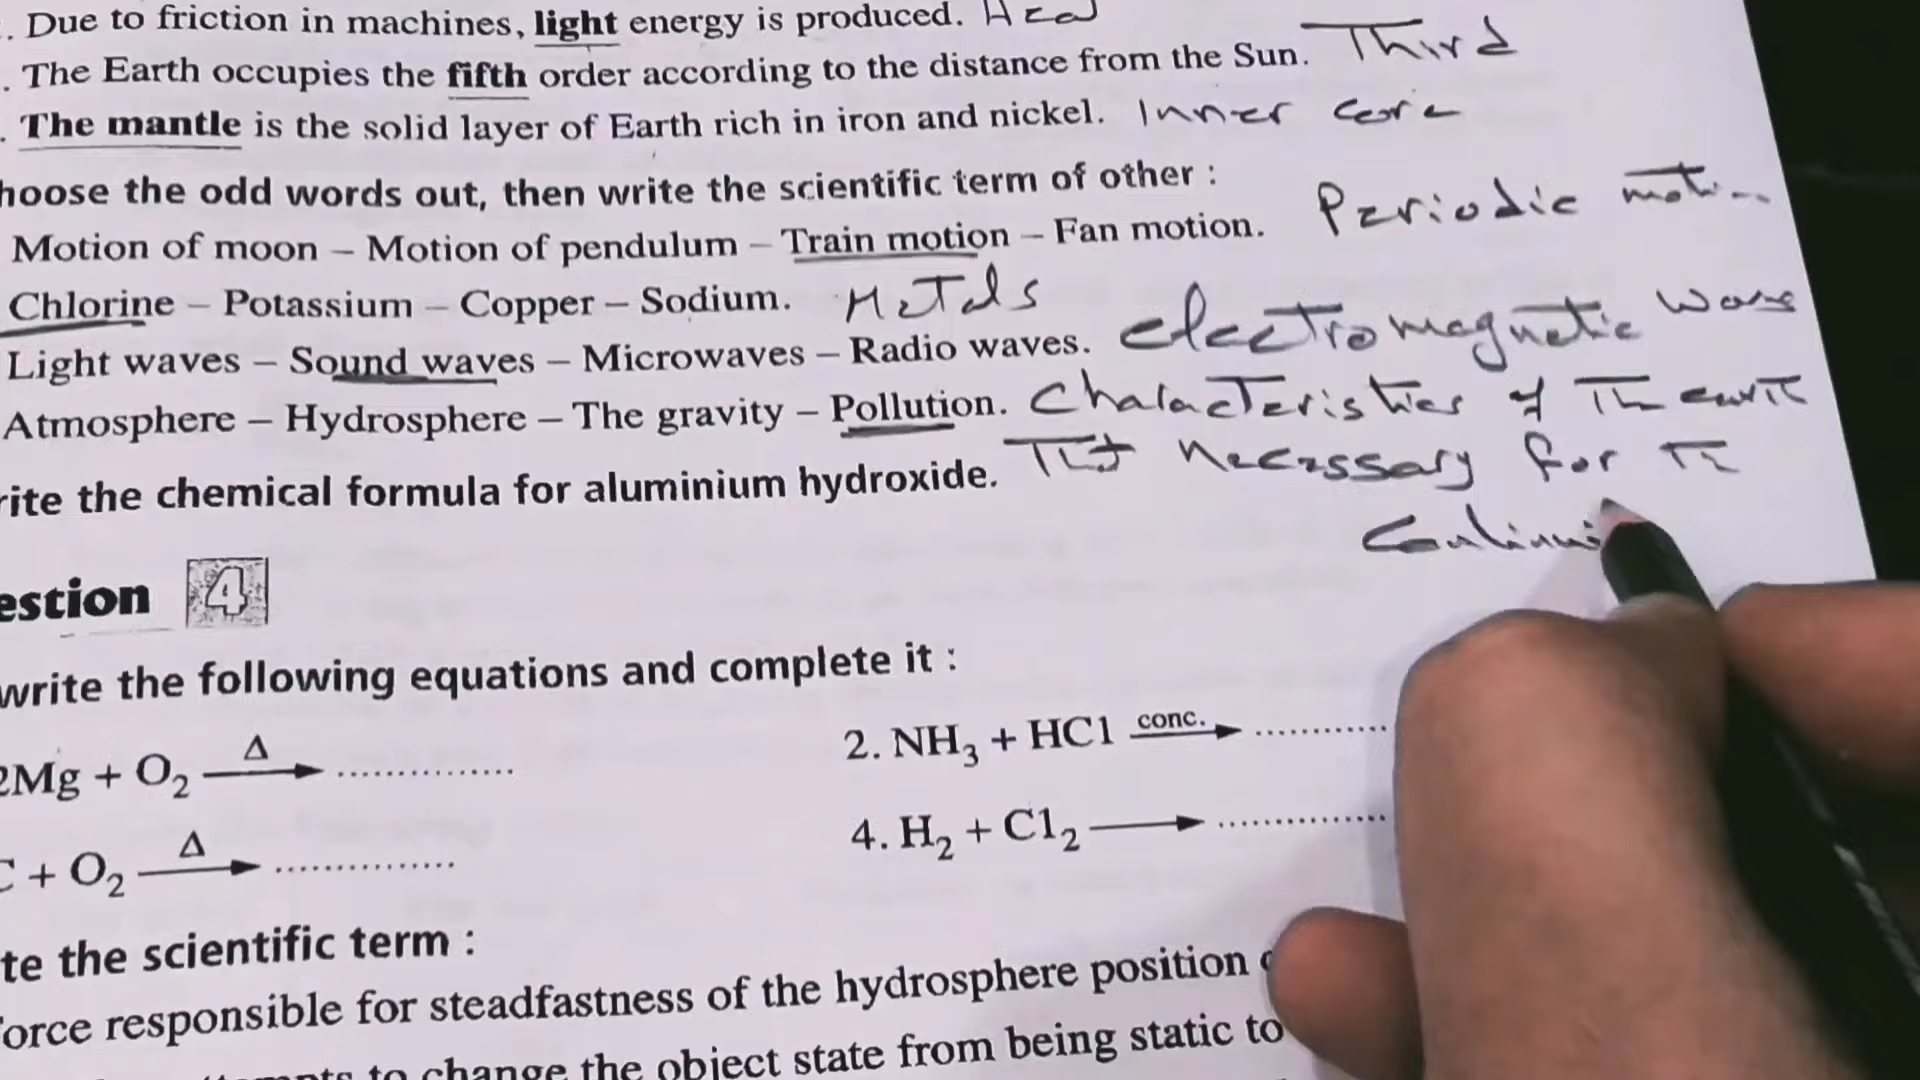 . Due to friction in machines, light energy is produced. Heal
. The Earth occupies the fifth order according to the distance from the Sun. Third
. The mantle is the solid layer of Earth rich in iron and nickel. Inner core
hoose the odd words out, then write the scientific term of other :
Motion of moon – Motion of pendulum – Train motion – Fan motion. Periodic
Chlorine – Potassium – Copper – Sodium.
Light waves – Sound waves – Microwaves – Radio waves. electromagnetic
Atmosphere – Hydrosphere – The gravity – Pollution. Characteristics of
necessary for
rite the chemical formula for aluminium hydroxide.
estion 4
write the following equations and complete it :
2Mg + O₂ —Δ→ ...............
2. NH₃ + HCl —conc.→ ...........
C + O₂ —Δ→ ...............
4. H₂ + Cl₂ → ..............
te the scientific term :
orce responsible for steadfastness of the hydrosphere position
to change the object state from being static to